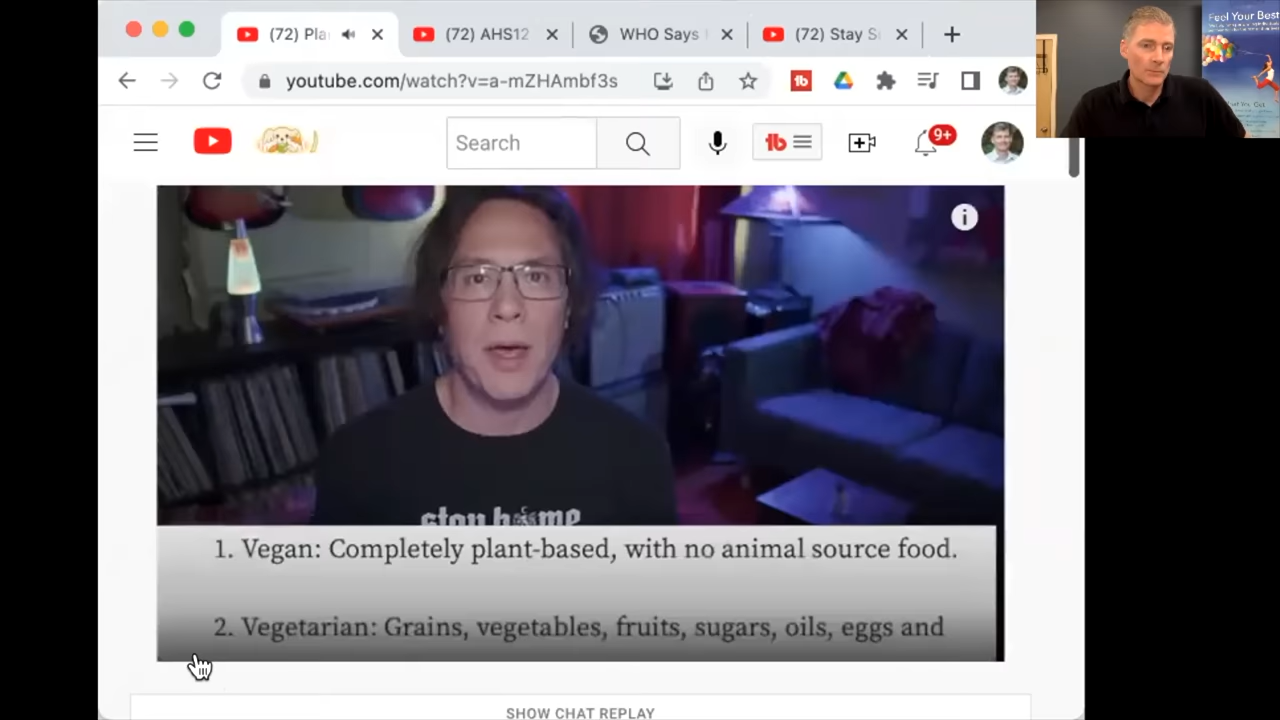 (72) Pla
(72) AHS12
WHO Says
(72) Stay S
youtube.com/watch?v=a-mZHAmbf3s
Search
9+
Feel Your Best
stay home
1. Vegan: Completely plant-based, with no animal source food.
2. Vegetarian: Grains, vegetables, fruits, sugars, oils, eggs and
SHOW CHAT REPLAY